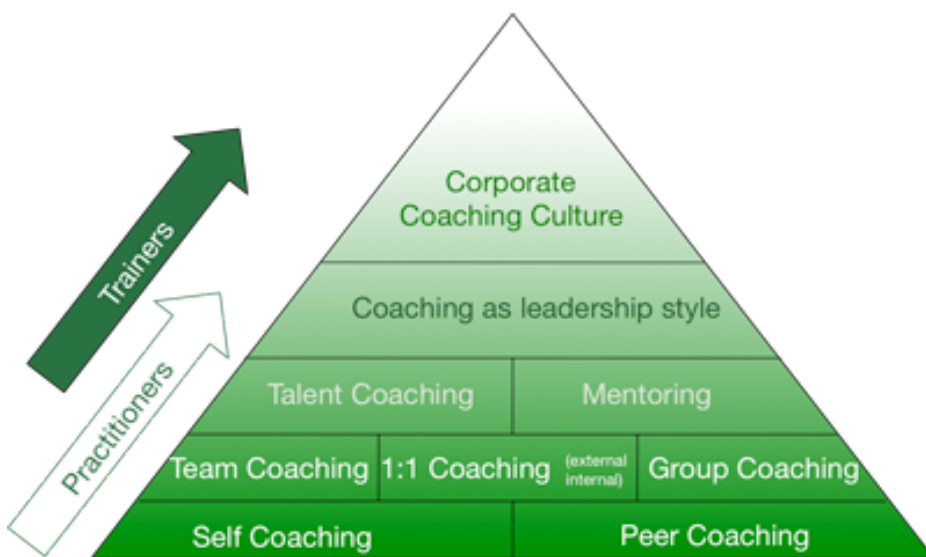 Corporate
Coaching Culture
Trainers
Coaching as leadership style
Practitioners
Talent Coaching
Mentoring
Team Coaching
1:1 Coaching
(external
internal)
Group Coaching
Self Coaching
Peer Coaching